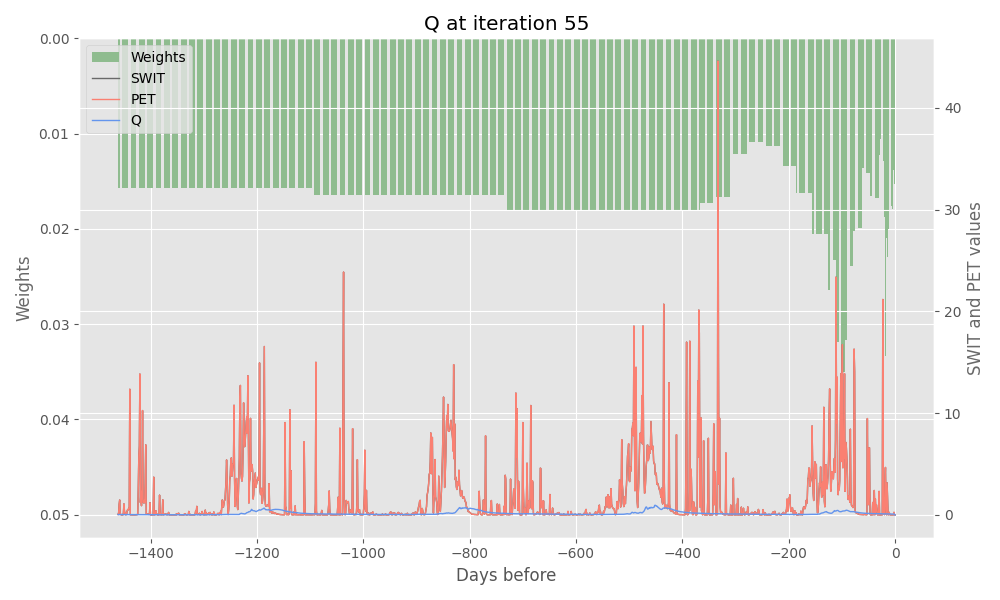 Q at iteration 55
0.00
0.01
0.02
0.03
0.04
0.05
Weights
Weights
SWIT
PET
Q
40
30
20
10
0
SWIT and PET values
−1400
−1200
−1000
−800
−600
−400
−200
0
Days before